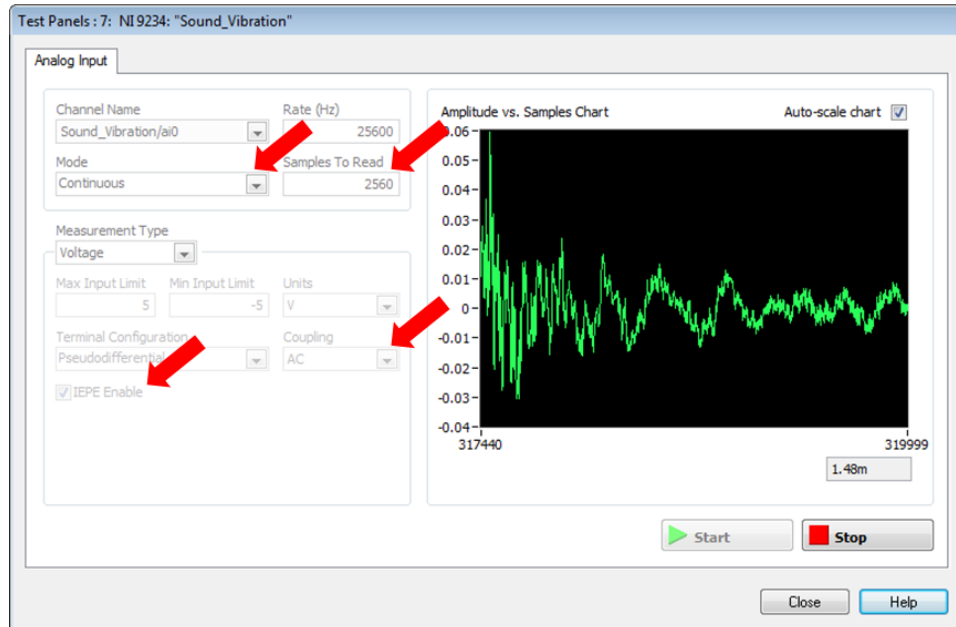 Test Panels : 7: NI 9234: "Sound_Vibration"
Analog Input
Channel Name
Rate (Hz)
Sound_Vibration/ai0
25600
Mode
Samples To Read
Continuous
2560
Measurement Type
Voltage
Max Input Limit
Min Input Limit
Units
5
-5
V
Terminal Configuration
Coupling
Pseudodifferential
AC
IEPE Enable
Amplitude vs. Samples Chart
Auto-scale chart
0.06
0.05
0.04
0.03
0.02
0.01
0
-0.01
-0.02
-0.03
-0.04
317440
319999
1.48m
Start
Stop
Close
Help